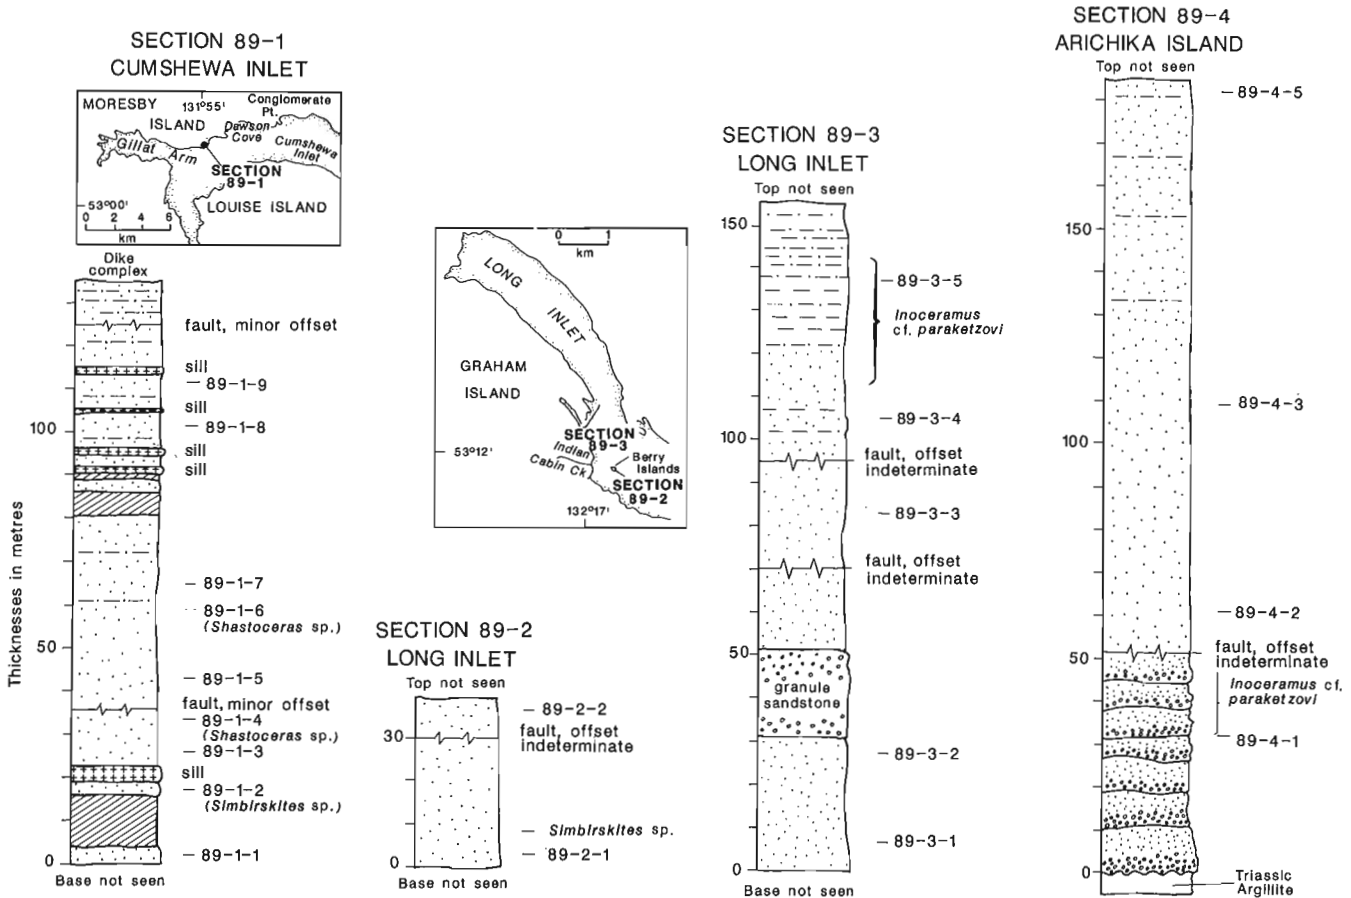 SECTION 89-1
CUMSHEWA INLET
MORESBY
ISLAND
131°55'
Conglomerate
Pt.
Dawson
Cove
Cumshewa
Inlet
Gillat Arm
SECTION
89-1
53°00'
LOUISE ISLAND
0 2 4 6
km
Dike
complex
fault, minor offset
sill
89-1-9
sill
89-1-8
100
sill
sill
Thicknesses in metres
89-1-7
89-1-6
(Shastoceras sp.)
50
89-1-5
fault, minor offset
89-1-4
(Shastoceras sp.)
89-1-3
sill
89-1-2
(Simbirskites sp.)
89-1-1
0
Base not seen
0 1
km
LONG INLET
GRAHAM
ISLAND
SECTION
89-3
53°12'
Indian
Cabin Ck
Berry
Islands
SECTION
89-2
132°17'
SECTION 89-2
LONG INLET
Top not seen
89-2-2
30
fault, offset
indeterminate
Simbirskites sp.
89-2-1
0
Base not seen
SECTION 89-3
LONG INLET
Top not seen
150
89-3-5
Inoceramus
cf. paraketzovi
89-3-4
100
fault, offset
indeterminate
89-3-3
fault, offset
indeterminate
50
granule
sandstone
89-3-2
89-3-1
0
Base not seen
SECTION 89-4
ARICHIKA ISLAND
Top not seen
89-4-5
150
89-4-3
100
89-4-2
fault, offset
indeterminate
50
Inoceramus cf.
paraketzovi
89-4-1
0
Triassic
Argillite